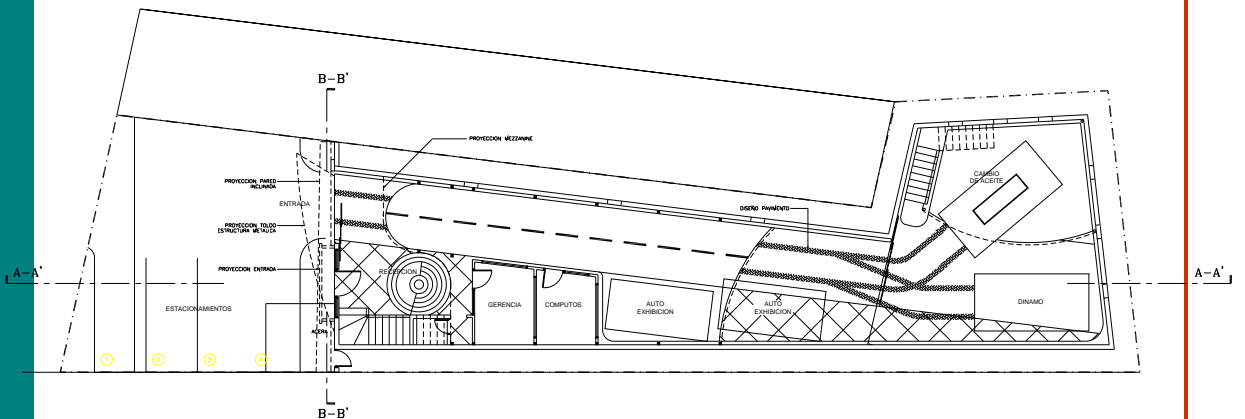 B-B'
PROYECCION MEZZANINE
PROYECCION PARED
INCLINADA
ENTRADA
PROYECCION TOLDO
ESTRUCTURA METALICA
PROYECCION ENTRADA
DISEÑO PAVIMENTO
CAMBIO
DE ACEITE
A-A'
A-A'
RECEPCION
GERENCIA
COMPUTOS
AUTO
EXHIBICION
AUTO
EXHIBICION
DINAMO
ESTACIONAMIENTOS
ACERA
1
2
3
4
B-B'